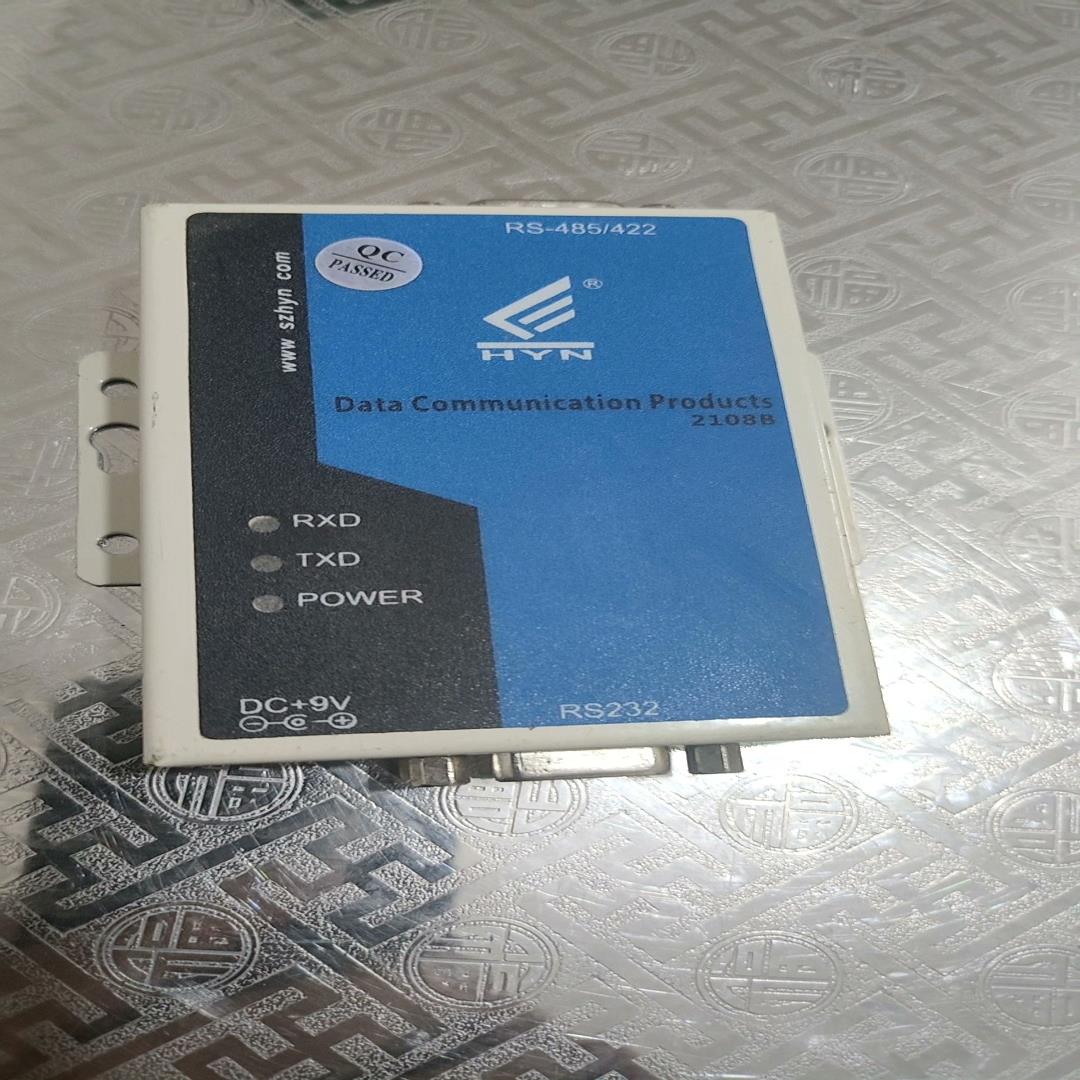 RS-485/422
QC
PASSED
www szhyn com
®
HYN
Data Communication Products
2108B
RXD
TXD
POWER
DC+9V
RS232